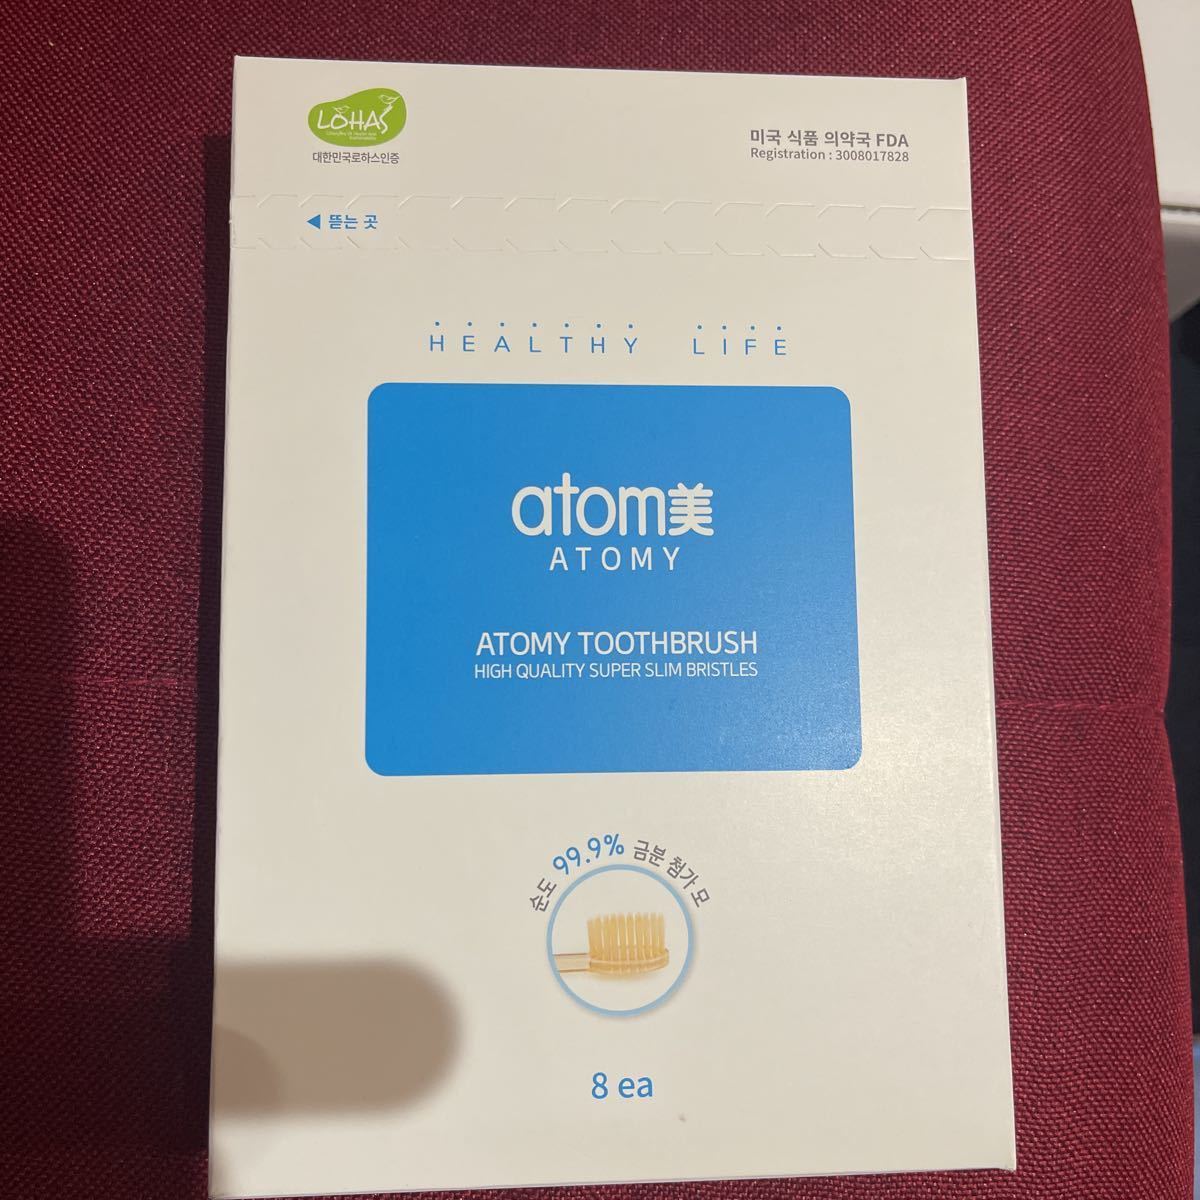 LOHAS
대한민국로하스인증
미국 식품 의약국 FDA
Registration : 3008017828
◀ 뜯는 곳
HEALTHY LIFE
atom美
ATOMY
ATOMY TOOTHBRUSH
HIGH QUALITY SUPER SLIM BRISTLES
순도 99.9% 금분 첨가 모
8 ea